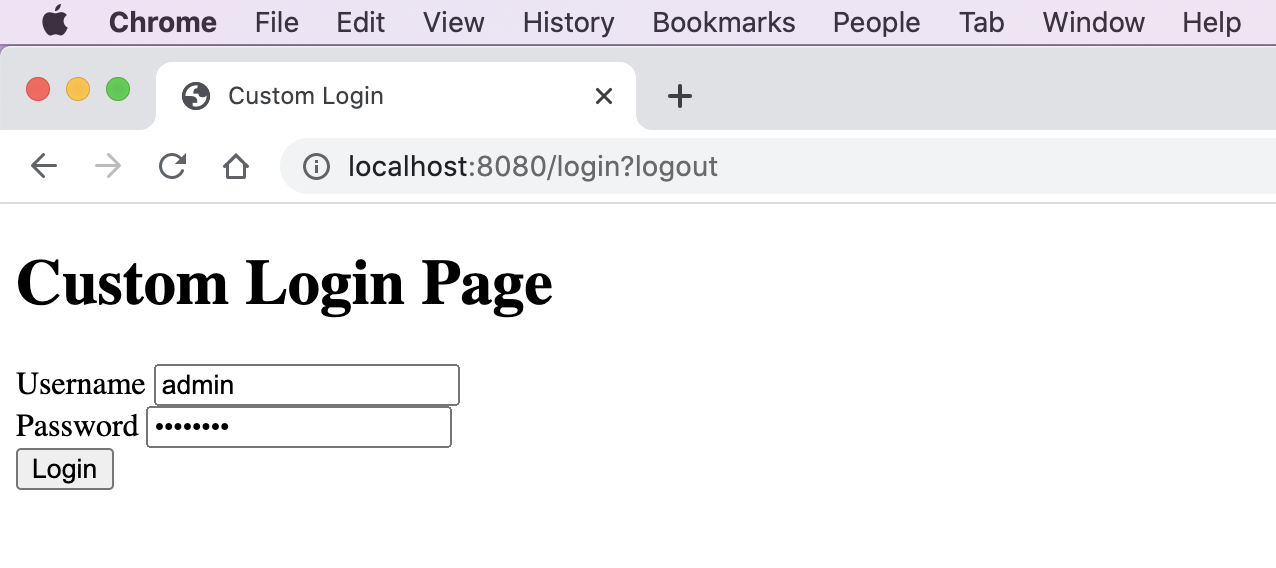 Chrome File Edit View History Bookmarks People Tab Window Help
Custom Login
localhost:8080/login?logout
Custom Login Page
Username admin
Password ••••••••
Login